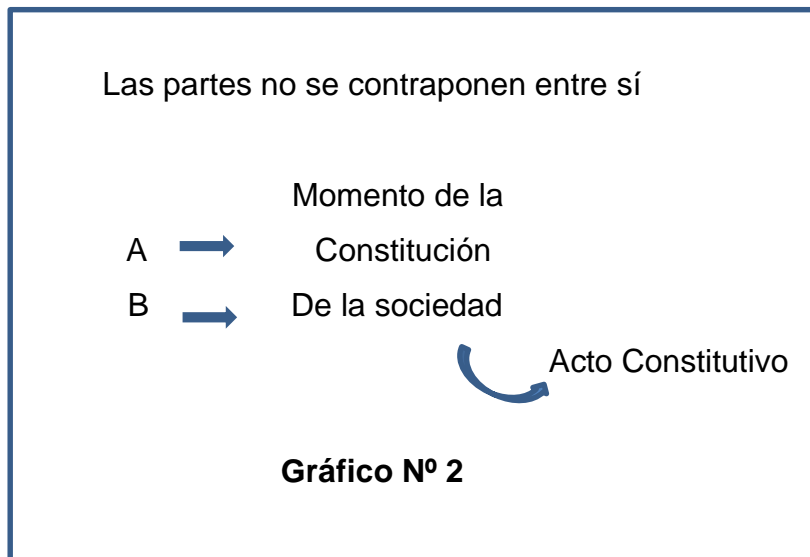 Las partes no se contraponen entre sí
Momento de la
A Constitución
B De la sociedad
Acto Constitutivo
Gráfico Nº 2